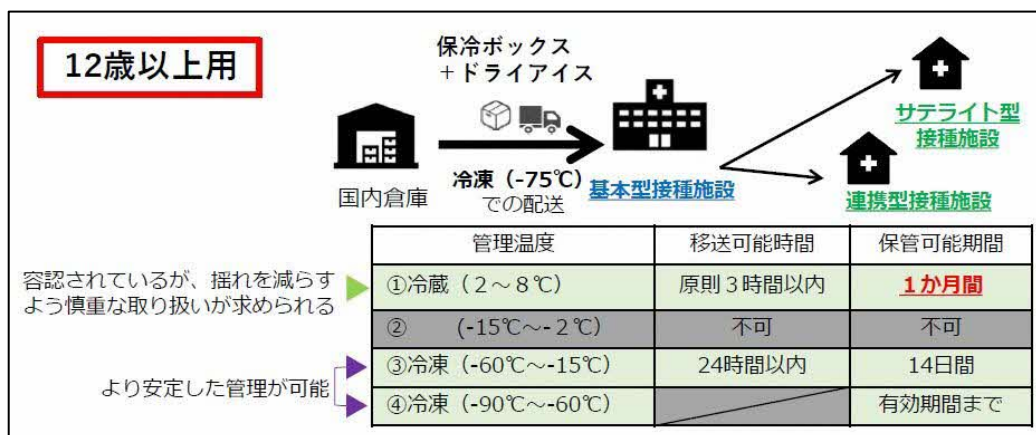 12歳以上用
保冷ボックス
＋ドライアイス
国内倉庫
冷凍（-75℃）
での配送
基本型接種施設
サテライト型
接種施設
連携型接種施設
管理温度 移送可能時間 保管可能期間
容認されているが、揺れを減らす
よう慎重な取り扱いが求められる
①冷蔵（２～８℃） 原則３時間以内 １か月間
② (-15℃～-２℃) 不可 不可
より安定した管理が可能
③冷凍（-60℃～-15℃） 24時間以内 14日間
④冷凍（-90℃～-60℃） 有効期間まで